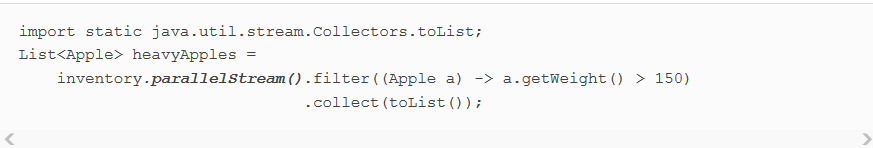 import static java.util.stream.Collectors.toList;
List<Apple> heavyApples =
    inventory.parallelStream().filter((Apple a) -> a.getWeight() > 150)
                              .collect(toList());